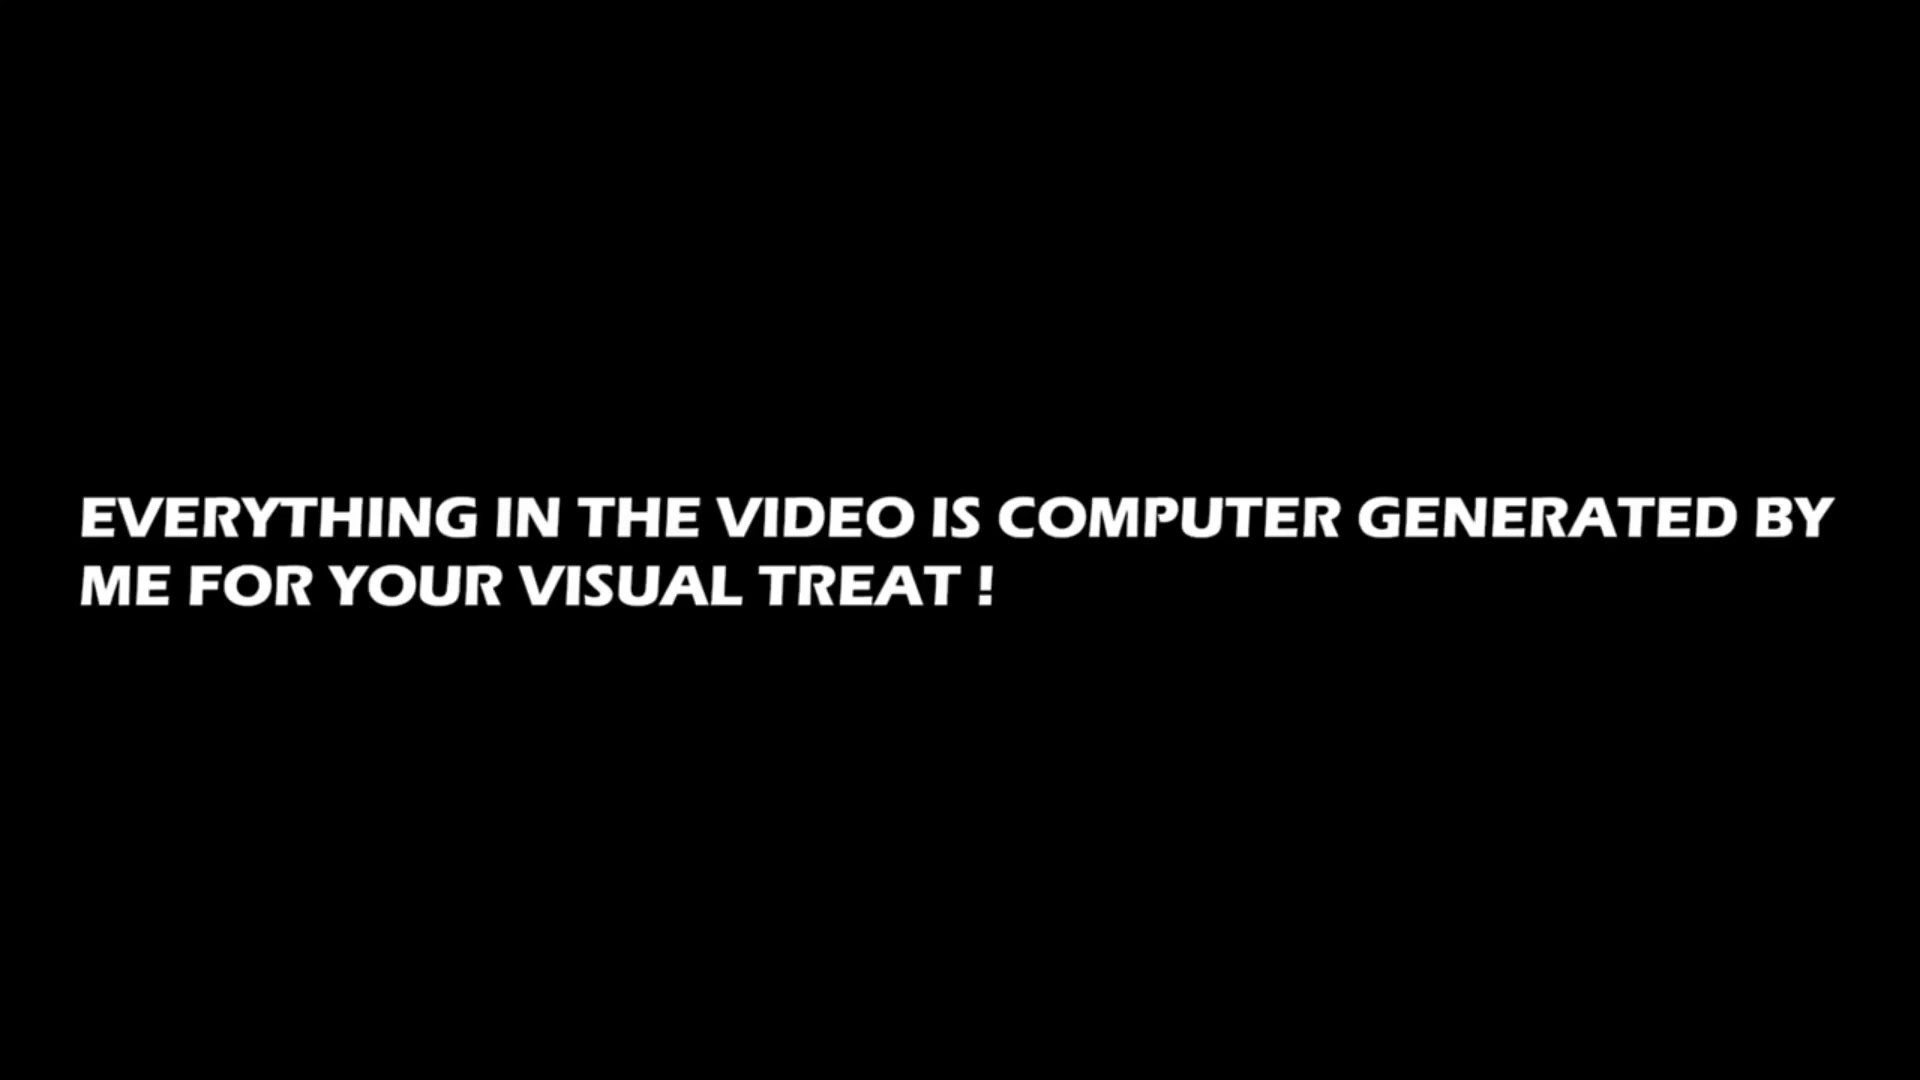 EVERYTHING IN THE VIDEO IS COMPUTER GENERATED BY
ME FOR YOUR VISUAL TREAT !